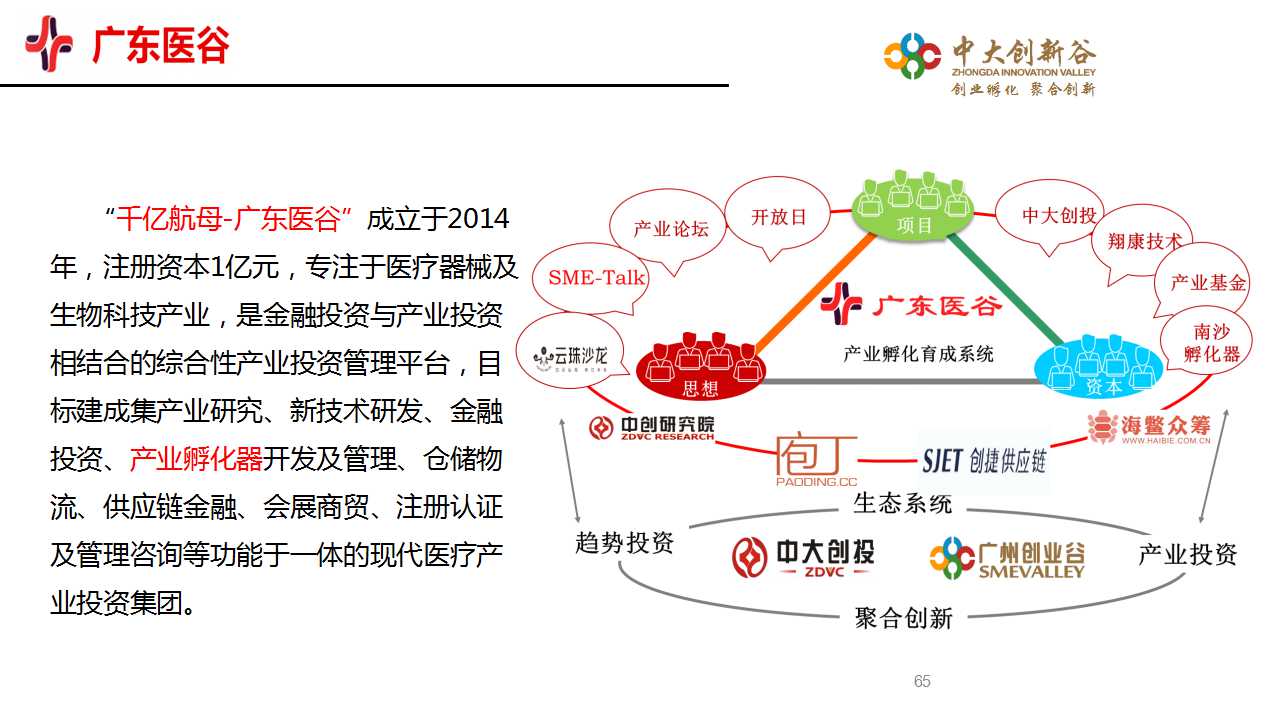 广东医谷
中大创新谷
ZHONGDA INNOVATION VALLEY
创业孵化 聚合创新
“千亿航母-广东医谷”成立于2014
年，注册资本1亿元，专注于医疗器械及
生物科技产业，是金融投资与产业投资
相结合的综合性产业投资管理平台，目
标建成集产业研究、新技术研发、金融
投资、产业孵化器开发及管理、仓储物
流、供应链金融、会展商贸、注册认证
及管理咨询等功能于一体的现代医疗产
业投资集团。
项目
开放日
产业论坛
SME-Talk
云珠沙龙
中大创投
翔康技术
产业基金
南沙
孵化器
广东医谷
产业孵化育成系统
思想
资本
中创研究院
ZDVC RESEARCH
庖丁
PAODING.CC
SJET 创捷供应链
海鳖众筹
WWW.HAIBIE.COM.CN
生态系统
趋势投资
中大创投
ZDVC
广州创业谷
SMEVALLEY
产业投资
聚合创新
65